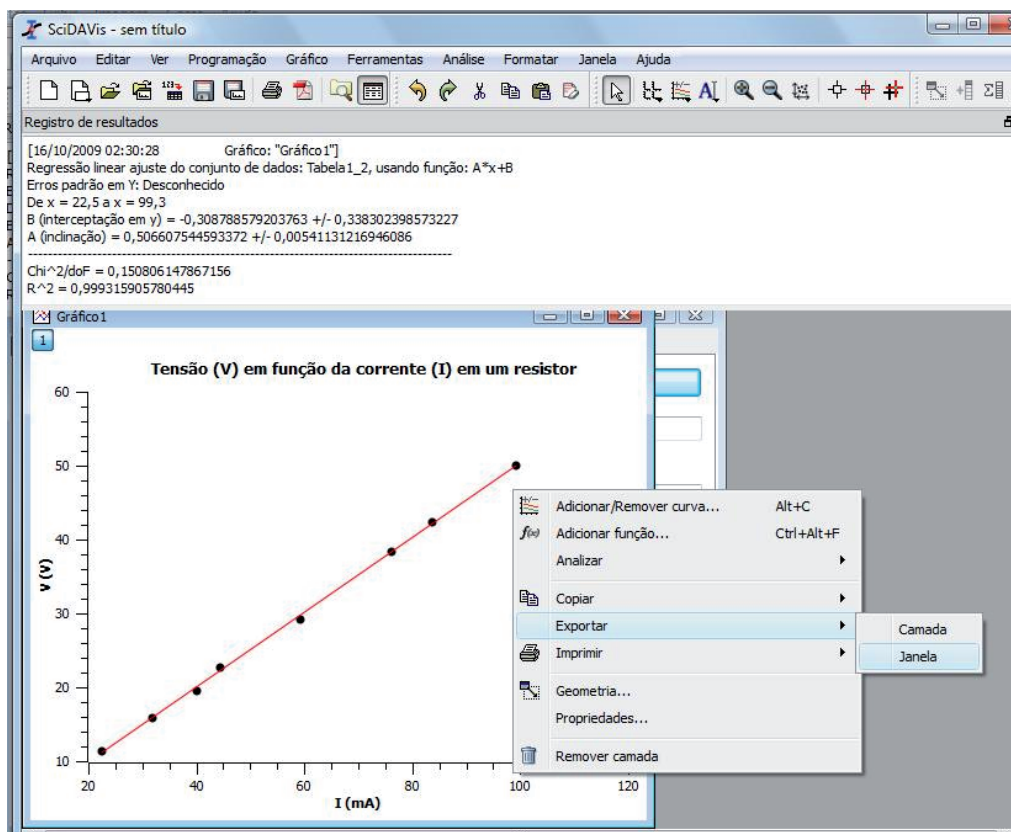 SciDAVis - sem título
Arquivo Editar Ver Programação Gráfico Ferramentas Análise Formatar Janela Ajuda
Registro de resultados
[16/10/2009 02:30:28 Gráfico: "Gráfico1"]
Regressão linear ajuste do conjunto de dados: Tabela1_2, usando função: A*x+B
Erros padrão em Y: Desconhecido
De x = 22,5 a x = 99,3
B (interceptação em y) = -0,308788579203763 +/- 0,338302398573227
A (inclinação) = 0,506607544593372 +/- 0,00541131216946086
--------------------------------------------------------------------------------------
Chi^2/doF = 0,150806147867156
R^2 = 0,999315905780445
Gráfico1
1
Tensão (V) em função da corrente (I) em um resistor
60
50
40
30
20
10
V (V)
20 40 60 80 100 120
I (mA)
Adicionar/Remover curva... Alt+C
f(x) Adicionar função... Ctrl+Alt+F
Analizar
Copiar
Exportar
Imprimir
Geometria...
Propriedades...
Remover camada
Camada
Janela